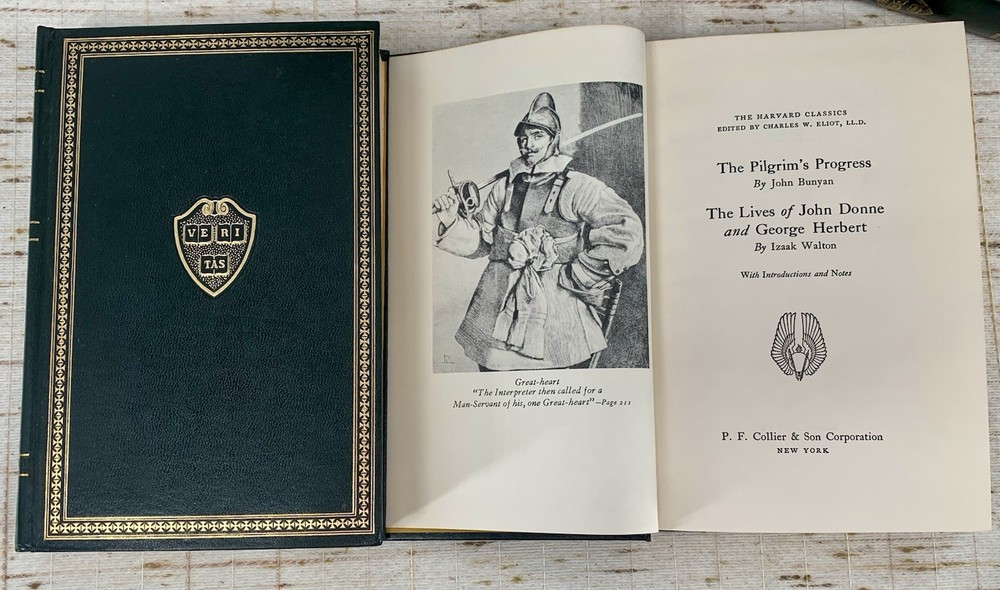 VE RI
TAS
Great-heart
"The Interpreter then called for a
Man-Servant of his, one Great-heart"—Page 211
THE HARVARD CLASSICS
EDITED BY CHARLES W. ELIOT, LL.D.
The Pilgrim's Progress
By John Bunyan
The Lives of John Donne
and George Herbert
By Izaak Walton
With Introductions and Notes
P. F. Collier & Son Corporation
NEW YORK